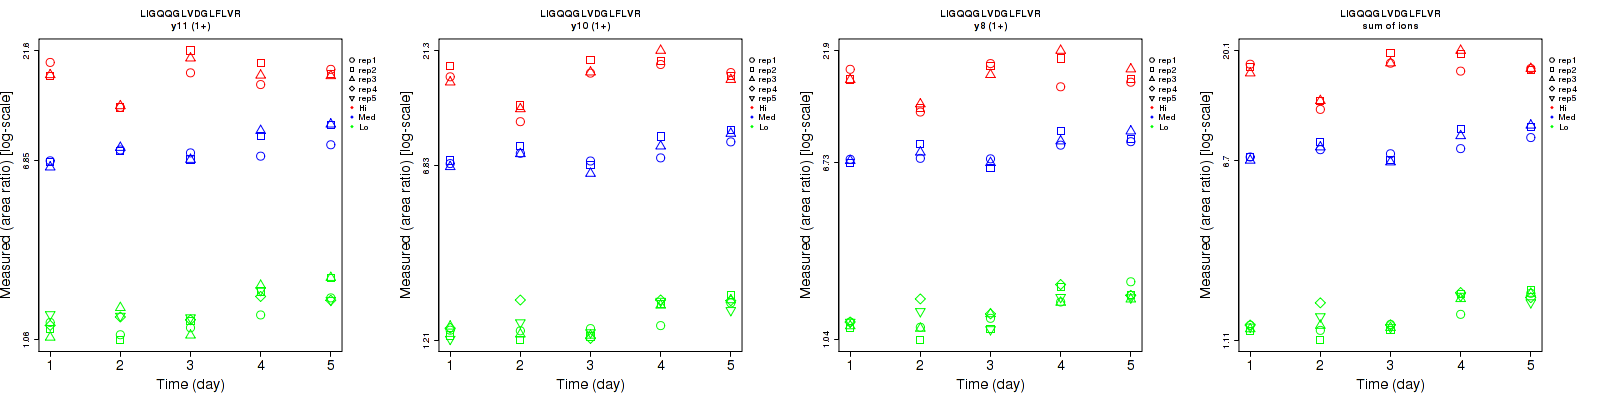 LIGQQGLVDGLFLVR
y11 (1+)
Measured (area ratio) [log-scale]
21.6
6.85
1.06
1
2
3
4
5
Time (day)
rep1
rep2
rep3
rep4
rep5
Hi
Med
Lo
LIGQQGLVDGLFLVR
y10 (1+)
Measured (area ratio) [log-scale]
21.3
6.83
1.21
1
2
3
4
5
Time (day)
rep1
rep2
rep3
rep4
rep5
Hi
Med
Lo
LIGQQGLVDGLFLVR
y8 (1+)
Measured (area ratio) [log-scale]
21.9
6.73
1.04
1
2
3
4
5
Time (day)
rep1
rep2
rep3
rep4
rep5
Hi
Med
Lo
LIGQQGLVDGLFLVR
sum of ions
Measured (area ratio) [log-scale]
20.1
6.7
1.11
1
2
3
4
5
Time (day)
rep1
rep2
rep3
rep4
rep5
Hi
Med
Lo